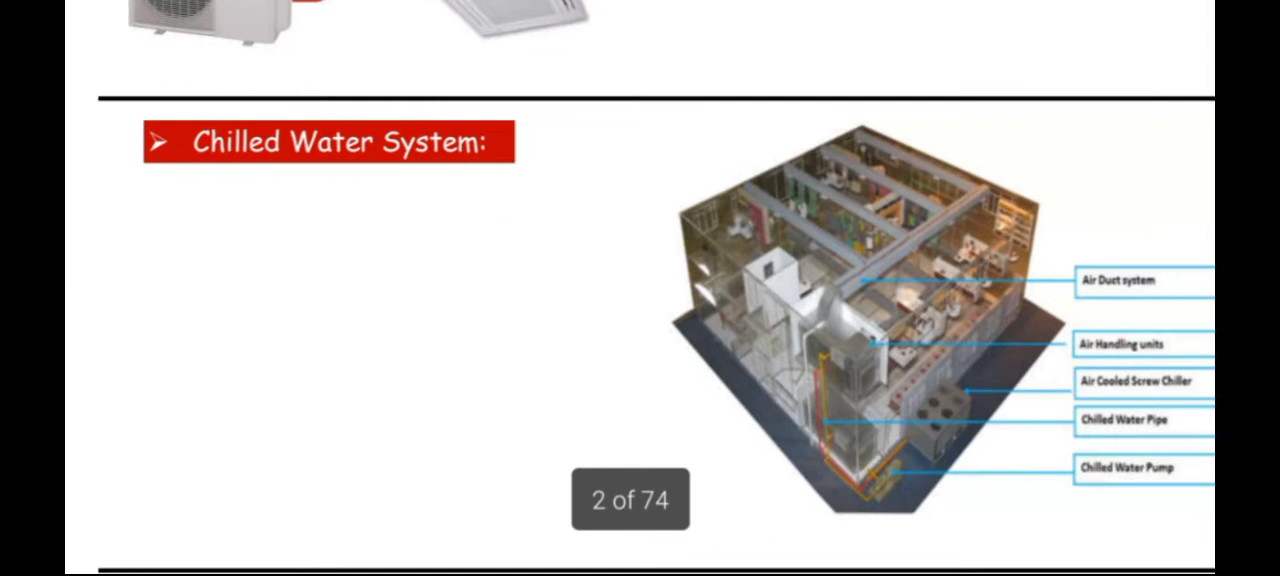 ➢ Chilled Water System:
Air Duct system
Air Handling units
Air Cooled Screw Chiller
Chilled Water Pipe
Chilled Water Pump
2 of 74